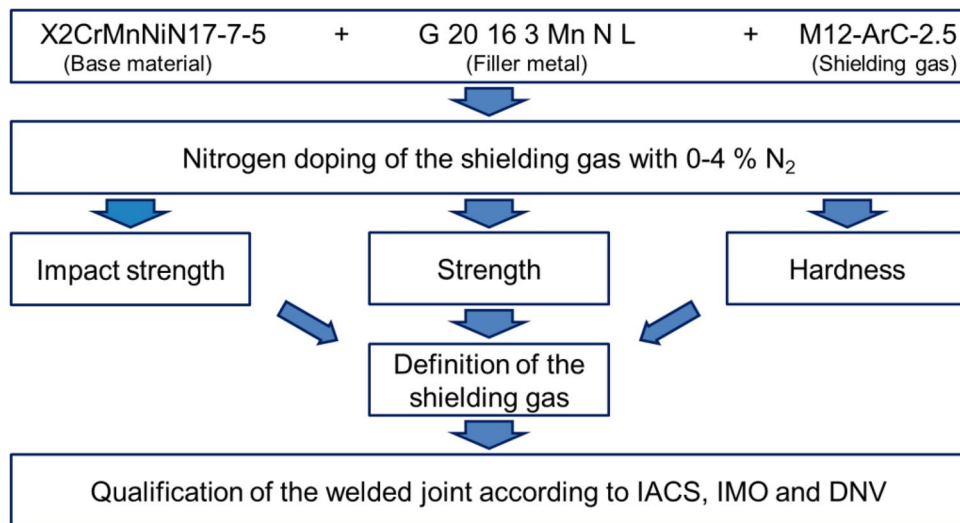 X2CrMnNiN17-7-5 + G 20 16 3 Mn N L + M12-ArC-2.5
(Base material) (Filler metal) (Shielding gas)
Nitrogen doping of the shielding gas with 0-4 % N₂
Impact strength Strength Hardness
Definition of the
shielding gas
Qualification of the welded joint according to IACS, IMO and DNV